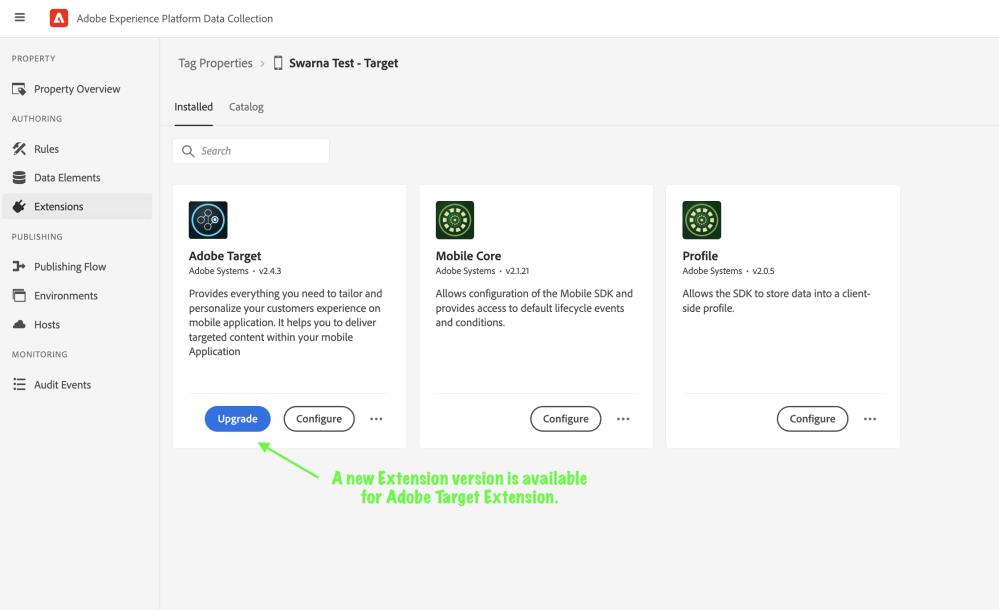 Adobe Experience Platform Data Collection
PROPERTY
Property Overview
AUTHORING
Rules
Data Elements
Extensions
PUBLISHING
Publishing Flow
Environments
Hosts
MONITORING
Audit Events
Tag Properties > Swarna Test - Target
Installed Catalog
Search
Adobe Target
Adobe Systems • v2.4.3
Provides everything you need to tailor and
personalize your customers experience on
mobile application. It helps you to deliver
targeted content within your mobile
Application
Upgrade Configure
Mobile Core
Adobe Systems • v2.1.21
Allows configuration of the Mobile SDK and
provides access to default lifecycle events
and conditions.
Configure
Profile
Adobe Systems • v2.0.5
Allows the SDK to store data into a client-
side profile.
Configure
A new Extension version is available
for Adobe Target Extension.